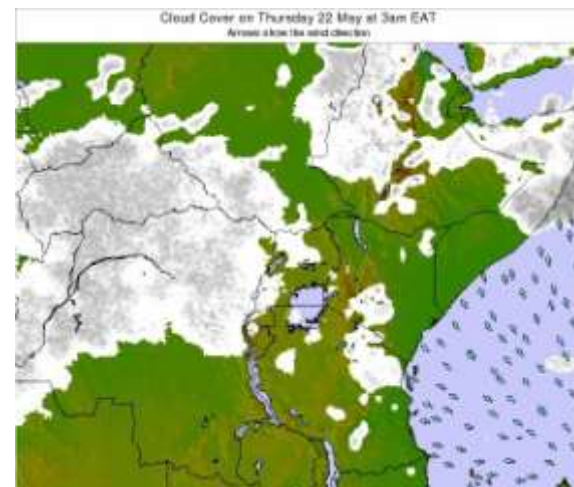 Cloud Cover on Thursday 22 May at 3am EAT
Arrows show the wind direction